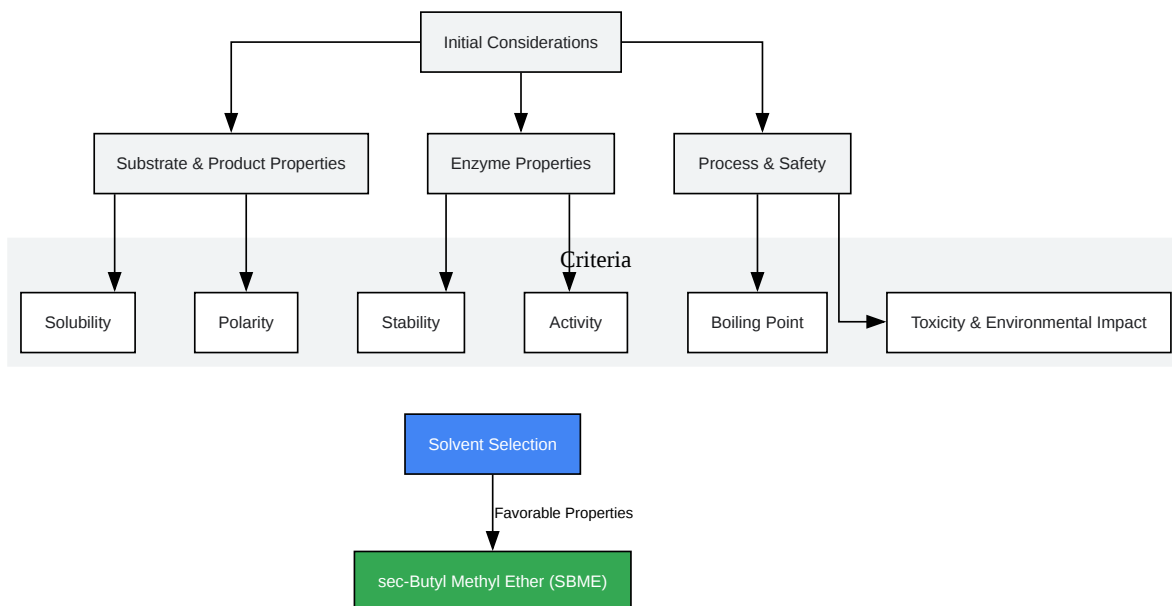 Initial Considerations
Substrate & Product Properties
Enzyme Properties
Process & Safety
Criteria
Solubility
Polarity
Stability
Activity
Boiling Point
Toxicity & Environmental Impact
Solvent Selection
Favorable Properties
sec-Butyl Methyl Ether (SBME)